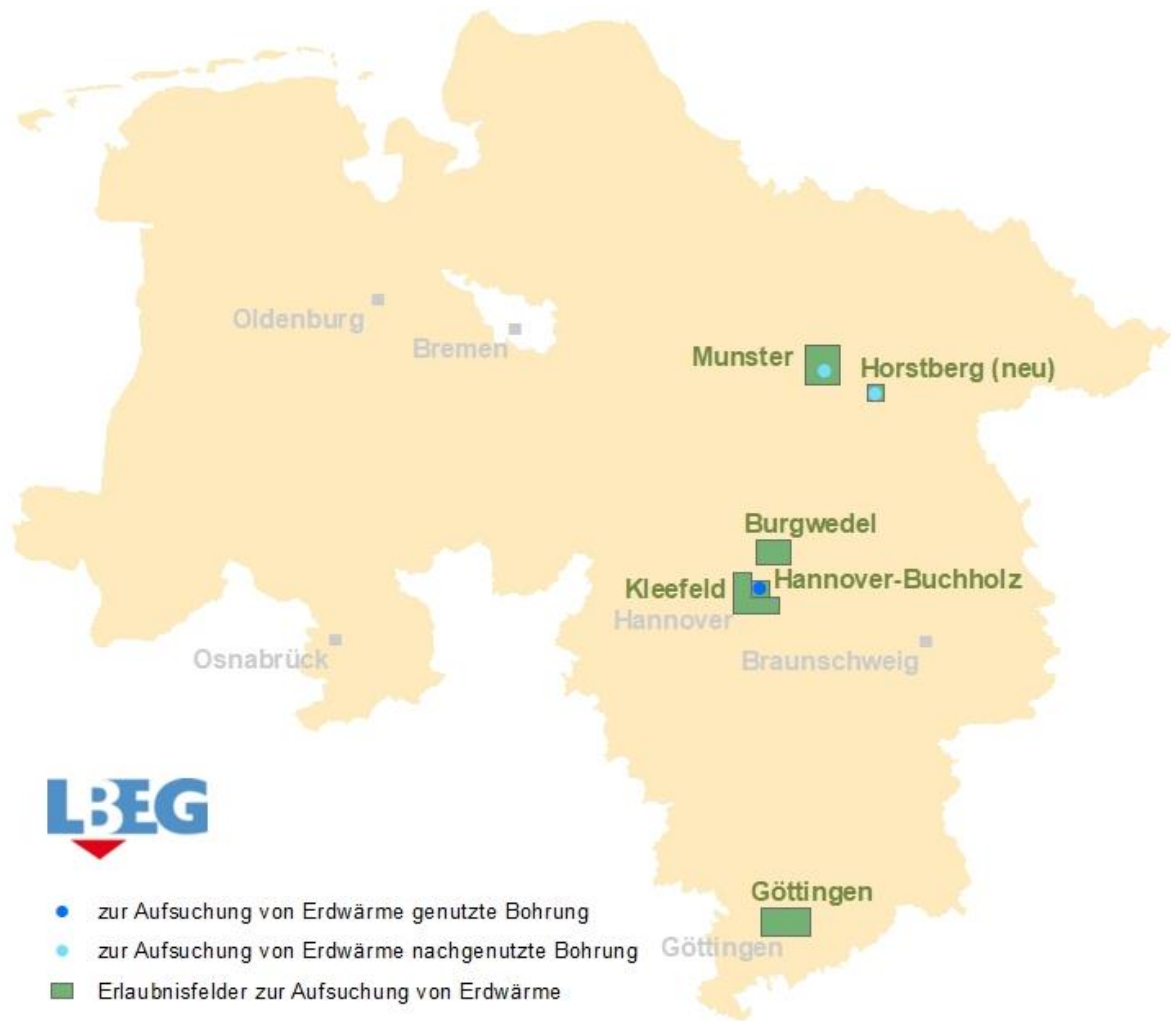 Oldenburg
Bremen
Munster
Horstberg (neu)
Burgwedel
Kleefeld
Hannover-Buchholz
Hannover
Osnabrück
Braunschweig
LBEG
Göttingen
Göttingen
zur Aufsuchung von Erdwärme genutzte Bohrung
zur Aufsuchung von Erdwärme nachgenutzte Bohrung
Erlaubnisfelder zur Aufsuchung von Erdwärme